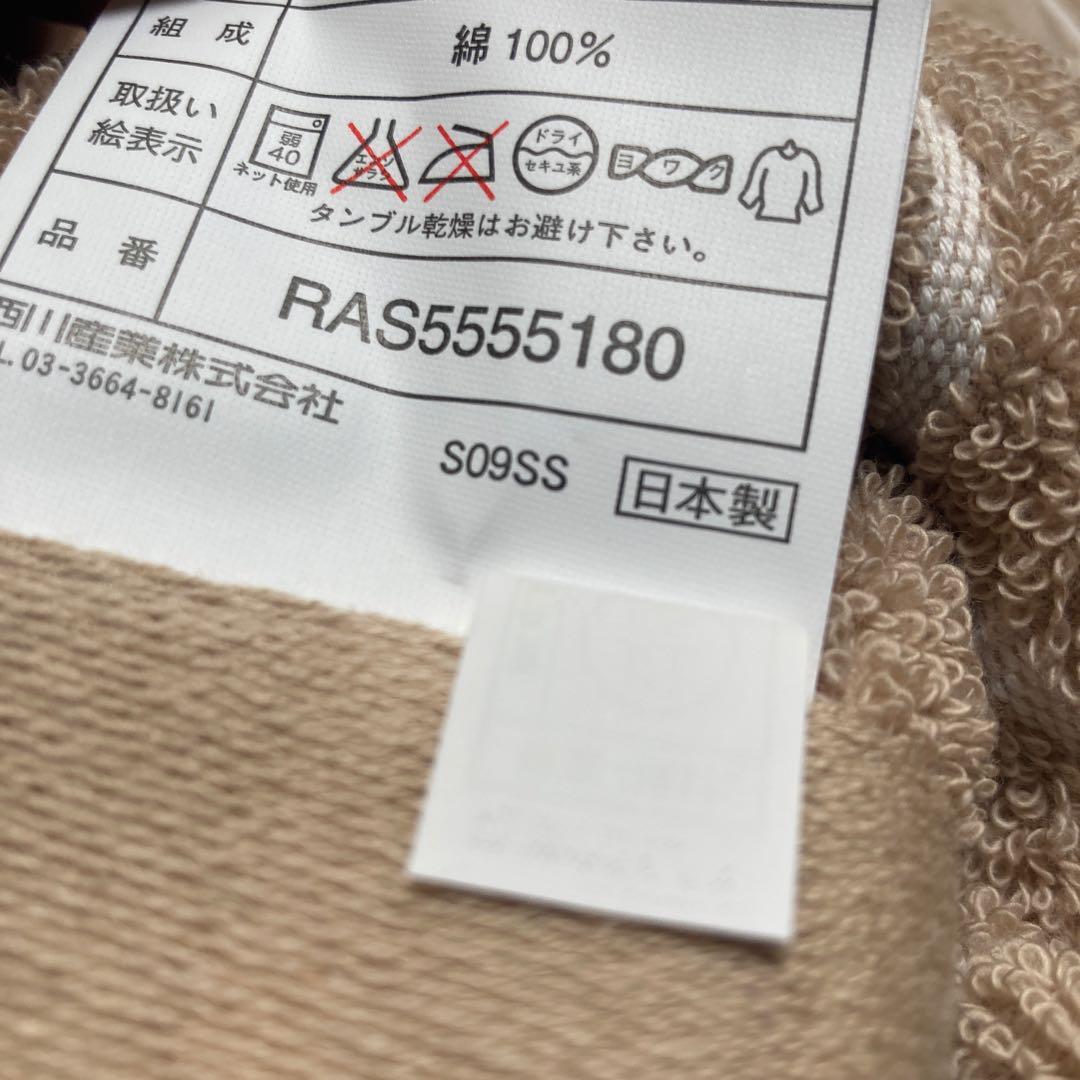 組成 綿 100%
取扱い
絵表示
弱
40
ネット使用
エンソ
サラシ
ドライ
セキユ系
ヨワク
タンブル乾燥はお避け下さい。
品番 RAS5555180
西川産業株式会社
L. 03-3664-8161
S09SS
日本製